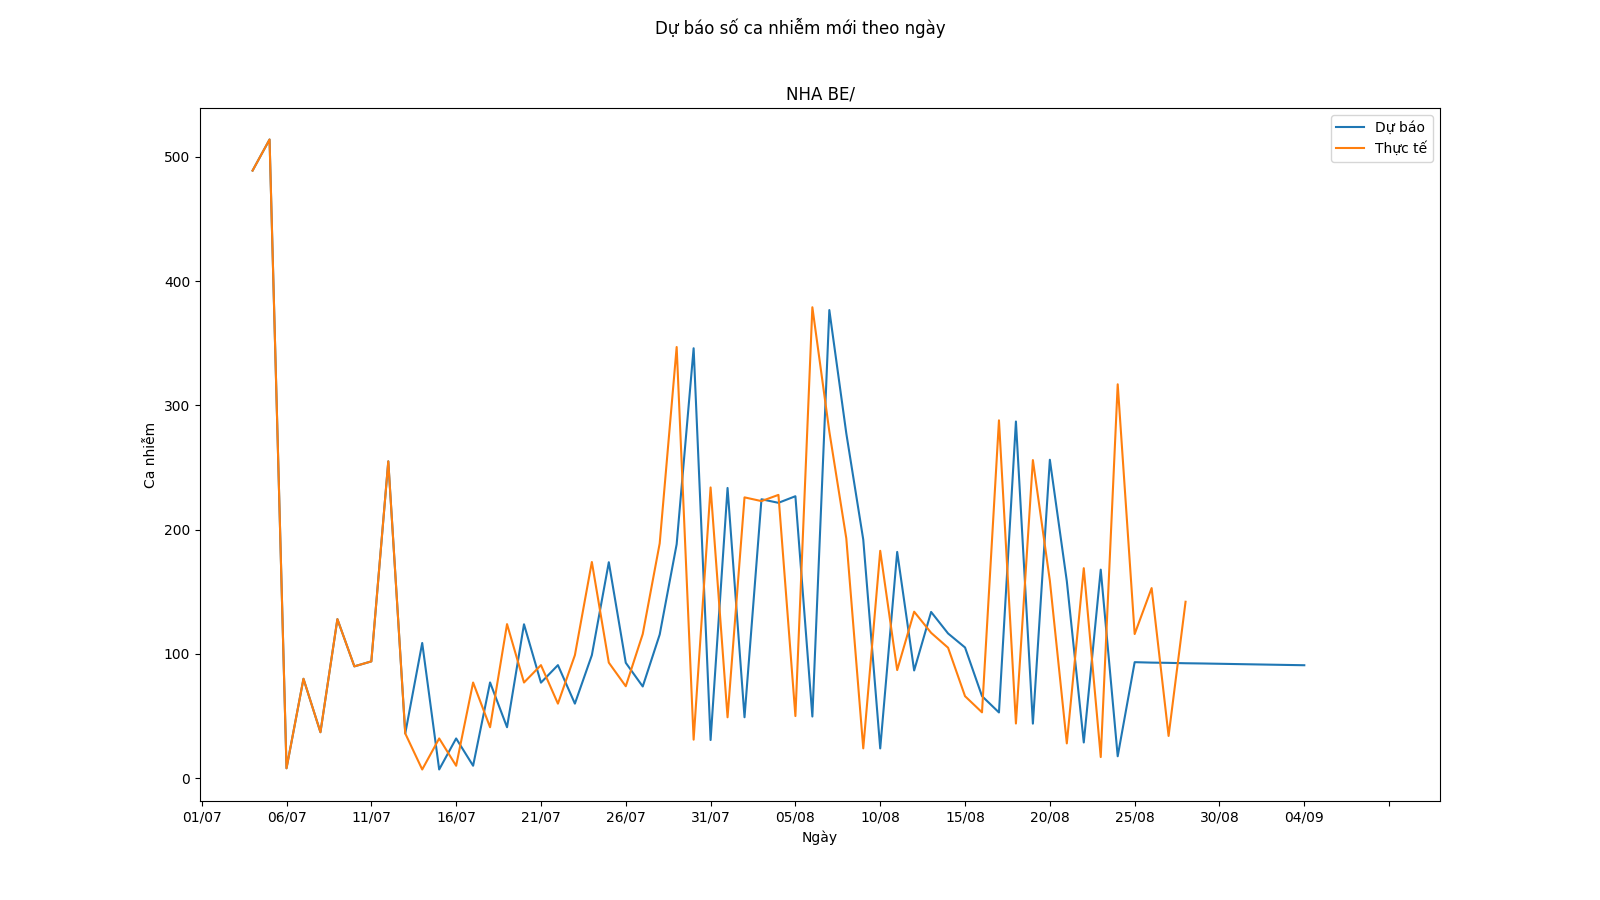 Dự báo số ca nhiễm mới theo ngày
NHA BE/
Dự báo
Thực tế
500
400
300
200
100
0
Ca nhiễm
01/07 06/07 11/07 16/07 21/07 26/07 31/07 05/08 10/08 15/08 20/08 25/08 30/08 04/09
Ngày